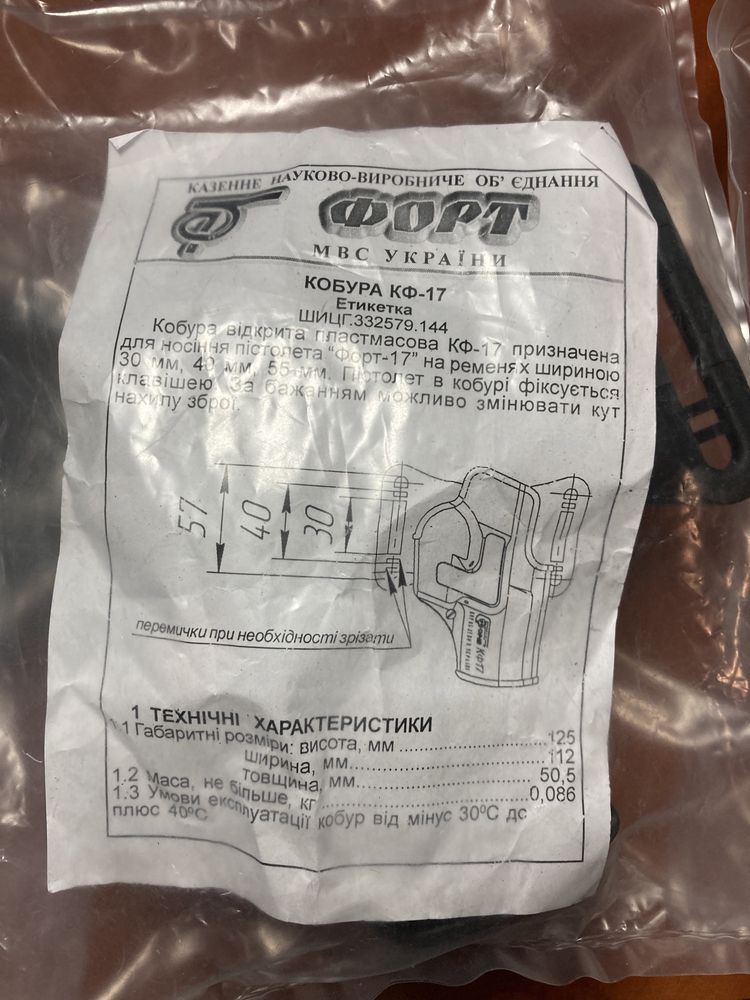 КАЗЕННЕ НАУКОВО-ВИРОБНИЧЕ ОБ' ЄДНАННЯ
ФОРТ
МВС УКРАЇНИ
КОБУРА КФ-17
Етикетка
ШИЦГ.332579.144
Кобура відкрита пластмасова КФ-17 призначена
для носіння пістолета "Форт-17" на ременях шириною
30 мм, 40 мм, 55 мм. Пістолет в кобурі фіксується
клавішею. За бажанням можливо змінювати кут
нахилу зброї.
57
40
30
КФ17
перемички при необхідності зрізати
1 ТЕХНІЧНІ ХАРАКТЕРИСТИКИ
1.1 Габаритні розміри: висота, мм ........................125
ширина, мм........................112
товщина, мм........................50,5
1.2 Маса, не більше, кг ........................0,086
1.3 Умови експлуатації кобур від мінус 30⁰С до
плюс 40⁰С